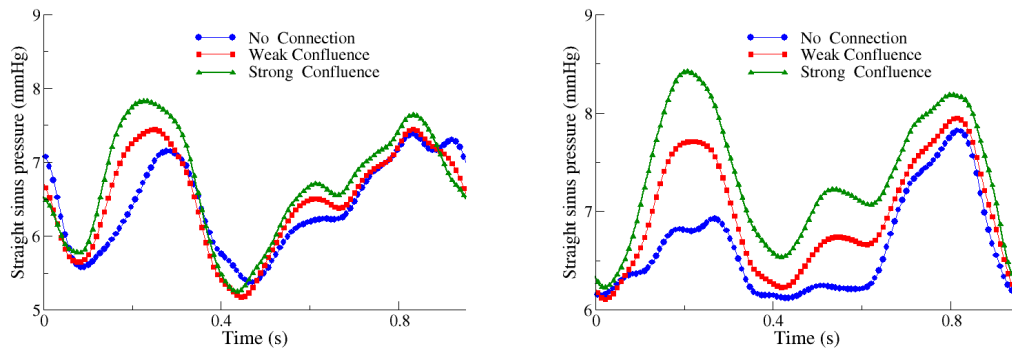 Straight sinus pressure (mmHg)
9
8
7
6
5
0
0.4
0.8
Time (s)
No Connection
Weak Confluence
Strong Confluence
Straight sinus pressure (mmHg)
9
8
7
6
0
0.4
0.8
Time (s)
No Connection
Weak Confluence
Strong Confluence